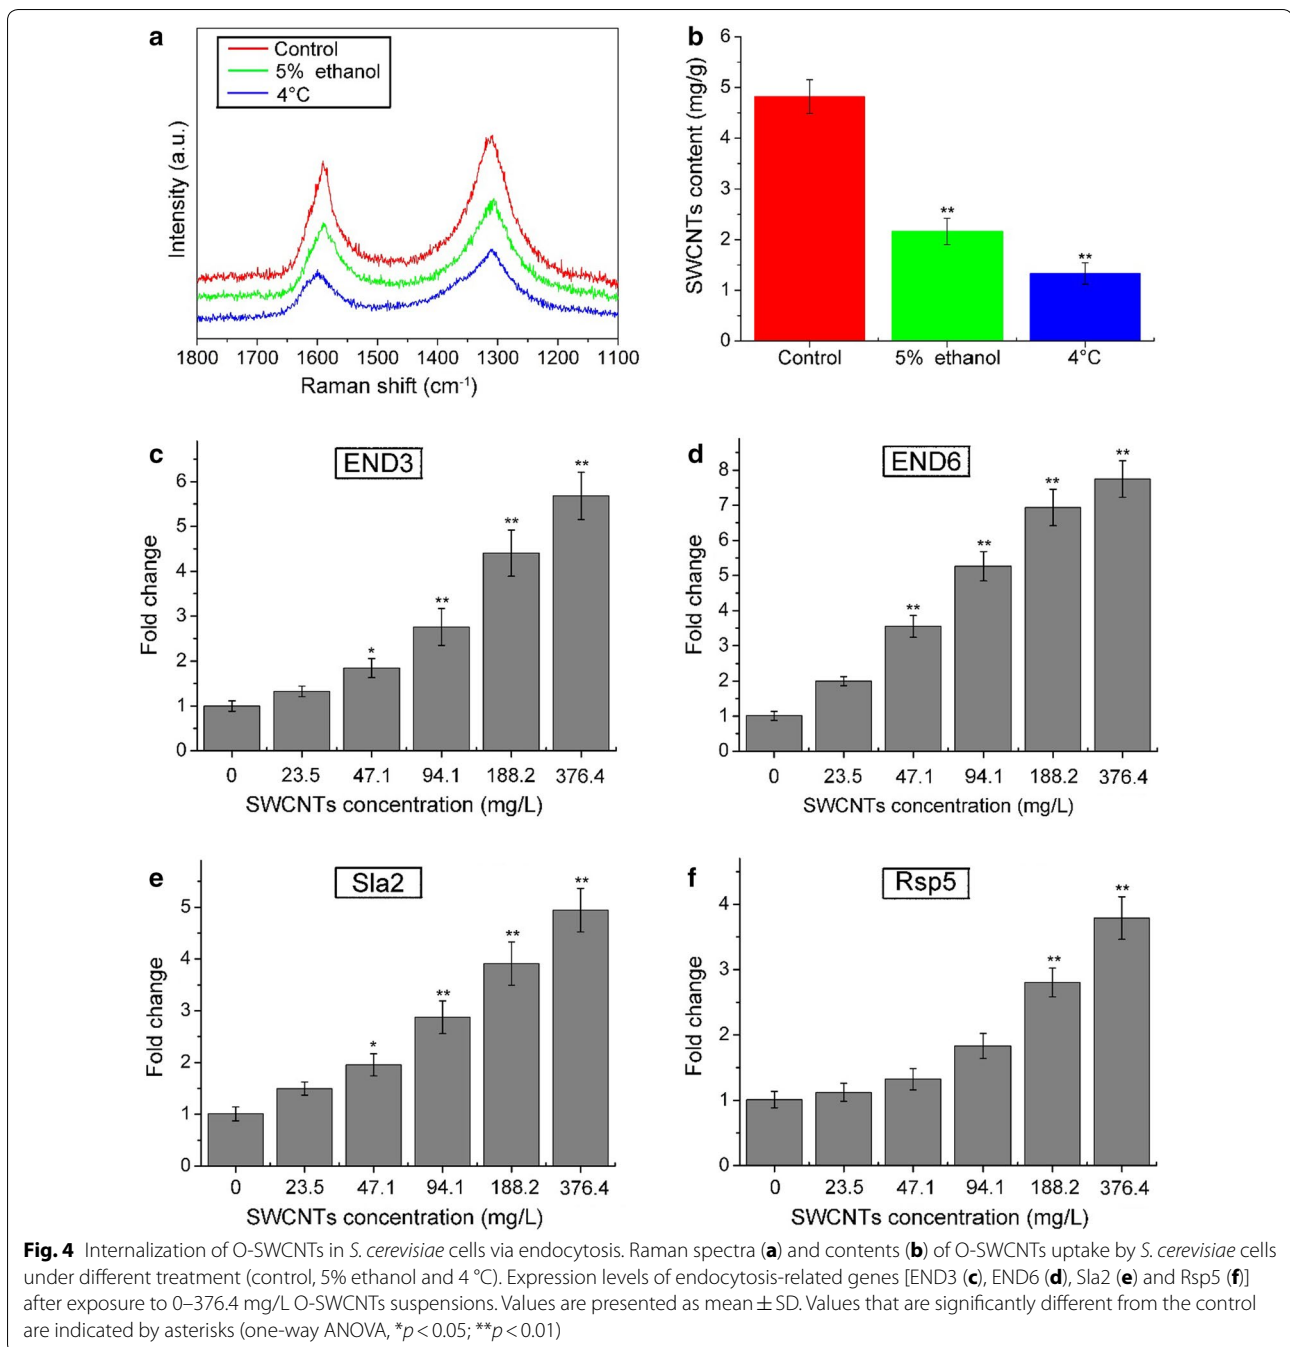 a
Control
5% ethanol
4°C
Intensity (a.u.)
1800 1700 1600 1500 1400 1300 1200 1100
Raman shift (cm-1)
b
SWCNTs content (mg/g)
6
5
4
3
2
1
0
**
**
Control 5% ethanol 4°C
c
END3
Fold change
6
5
4
3
2
1
0
*
**
**
**
0 23.5 47.1 94.1 188.2 376.4
SWCNTs concentration (mg/L)
d
END6
Fold change
8
7
6
5
4
3
2
1
0
**
**
**
**
0 23.5 47.1 94.1 188.2 376.4
SWCNTs concentration (mg/L)
e
Sla2
Fold change
5
4
3
2
1
0
*
**
**
**
0 23.5 47.1 94.1 188.2 376.4
SWCNTs concentration (mg/L)
f
Rsp5
Fold change
4
3
2
1
0
**
**
0 23.5 47.1 94.1 188.2 376.4
SWCNTs concentration (mg/L)
Fig. 4 Internalization of O-SWCNTs in S. cerevisiae cells via endocytosis. Raman spectra (a) and contents (b) of O-SWCNTs uptake by S. cerevisiae cells
under different treatment (control, 5% ethanol and 4 °C). Expression levels of endocytosis-related genes [END3 (c), END6 (d), Sla2 (e) and Rsp5 (f)]
after exposure to 0–376.4 mg/L O-SWCNTs suspensions. Values are presented as mean ± SD. Values that are significantly different from the control
are indicated by asterisks (one-way ANOVA, *p < 0.05; **p < 0.01)